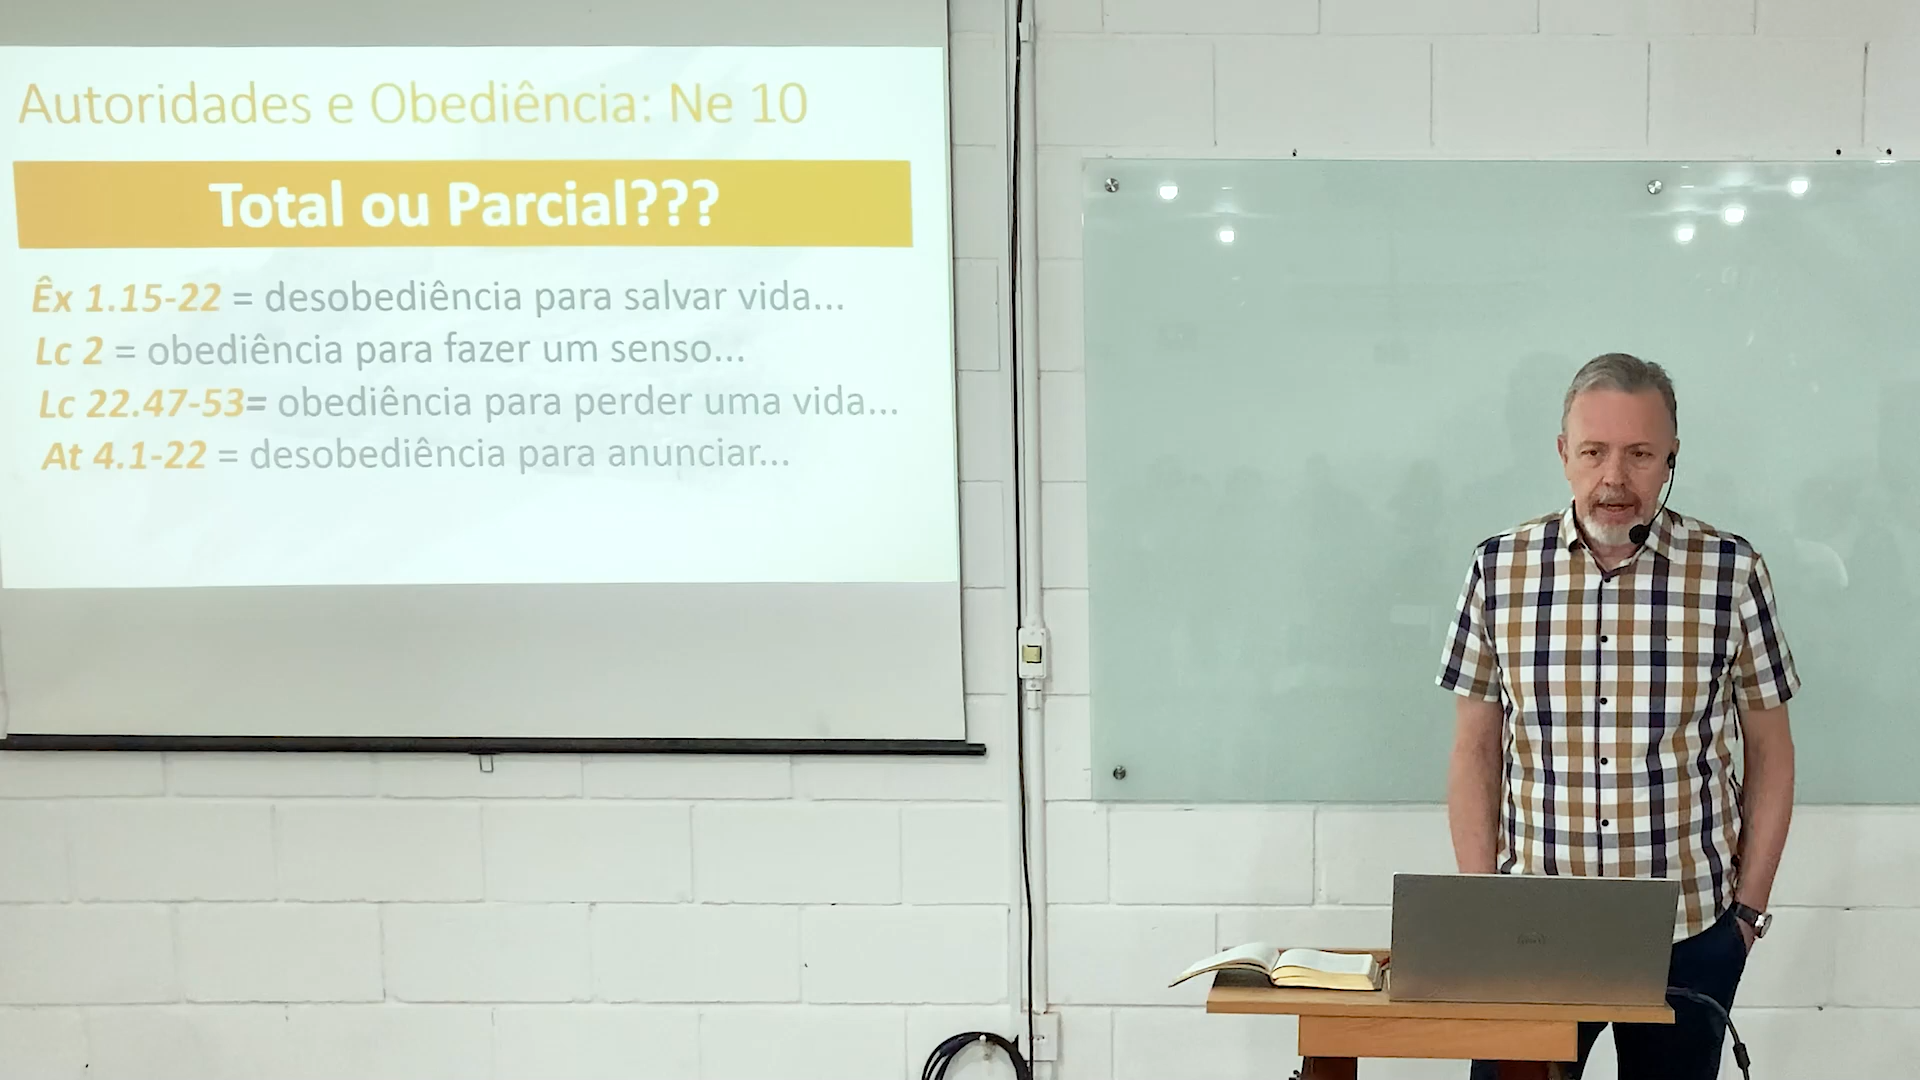 Autoridades e Obediência: Ne 10
Total ou Parcial???
Êx 1.15-22 = desobediência para salvar vida...
Lc 2 = obediência para fazer um senso...
Lc 22.47-53= obediência para perder uma vida...
At 4.1-22 = desobediência para anunciar...